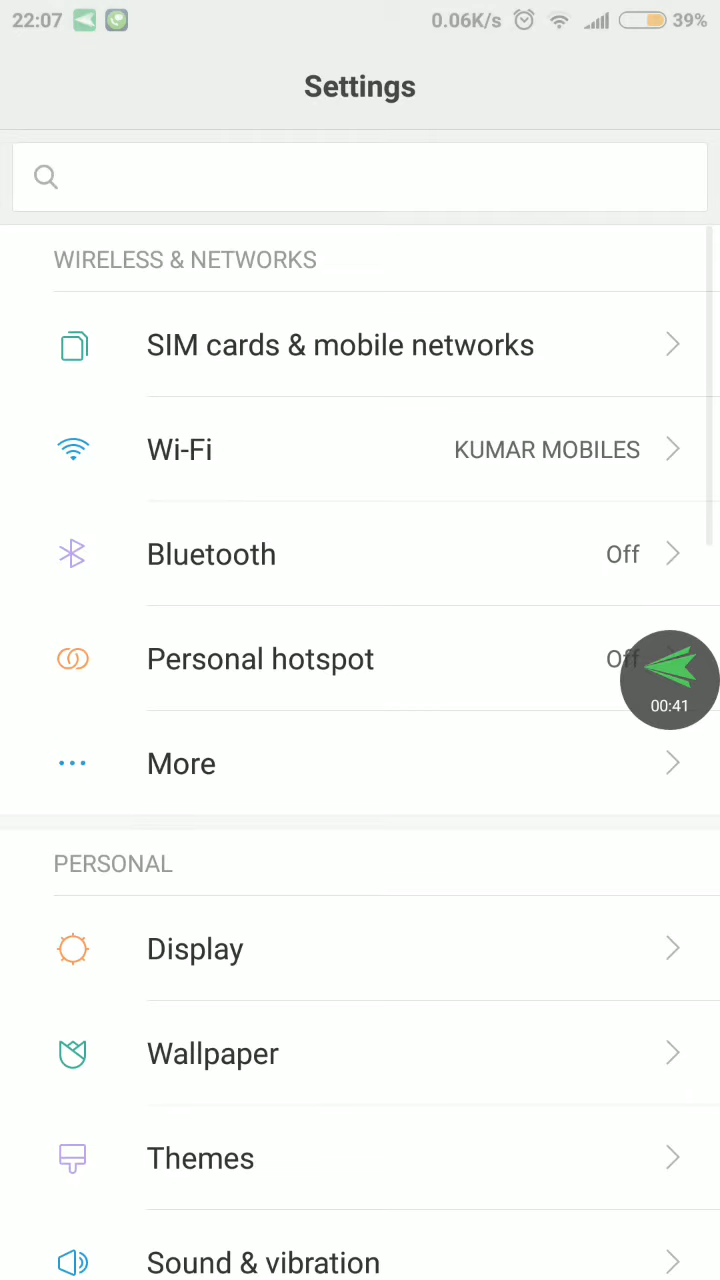 22:07 0.06K/s 39%
Settings
WIRELESS & NETWORKS
SIM cards & mobile networks
Wi-Fi KUMAR MOBILES
Bluetooth Off
Personal hotspot Off
00:41
More
PERSONAL
Display
Wallpaper
Themes
Sound & vibration